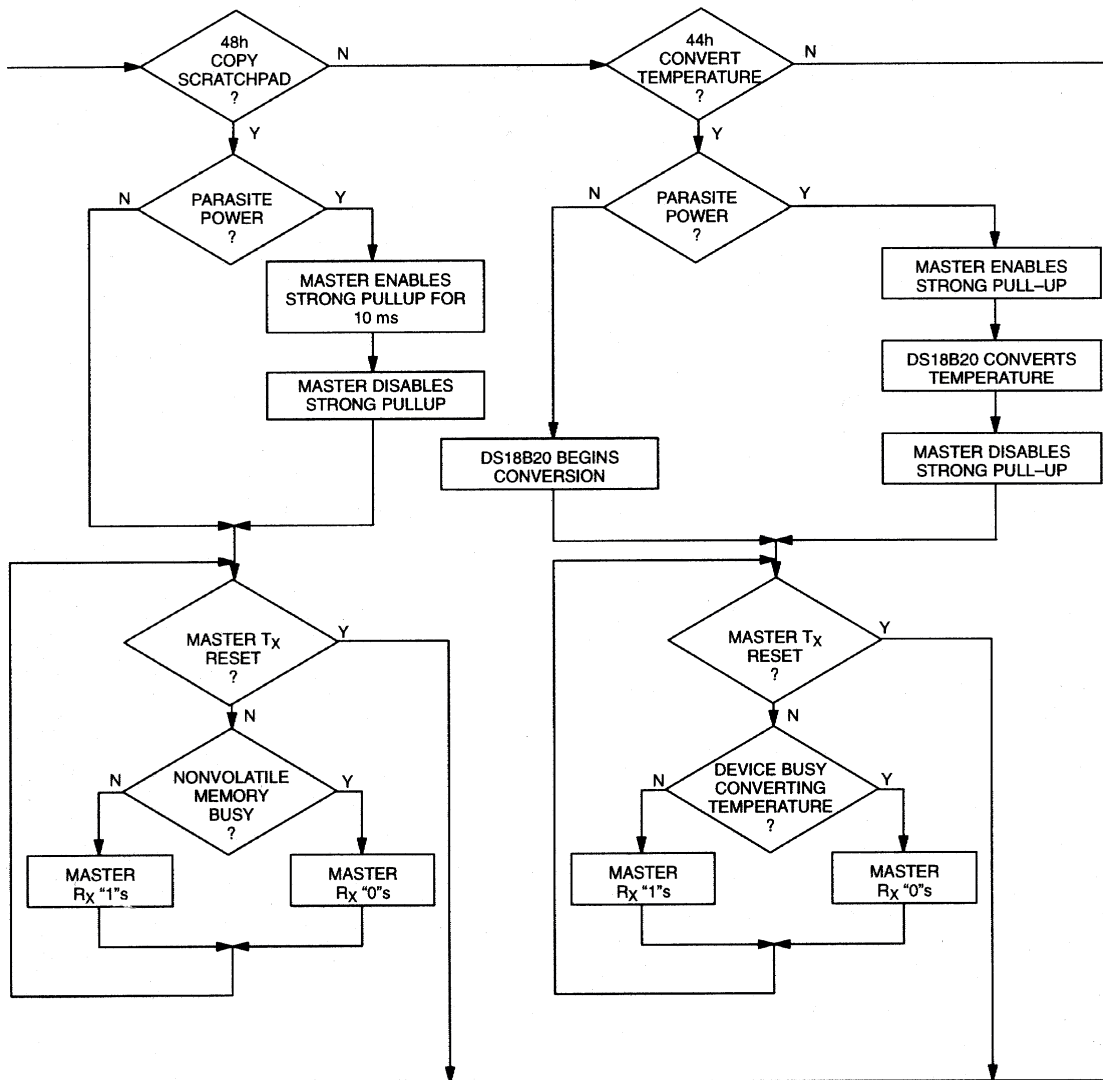 48h
COPY
SCRATCHPAD
?
N
Y
44h
CONVERT
TEMPERATURE
?
N
Y
N
PARASITE
POWER
?
Y
N
PARASITE
POWER
?
Y
MASTER ENABLES
STRONG PULLUP FOR
10 ms
MASTER DISABLES
STRONG PULLUP
MASTER ENABLES
STRONG PULL–UP
DS18B20 CONVERTS
TEMPERATURE
MASTER DISABLES
STRONG PULL–UP
DS18B20 BEGINS
CONVERSION
MASTER TX
RESET
?
Y
N
NONVOLATILE
MEMORY
BUSY
?
N
Y
MASTER
RX “1”s
MASTER
RX “0”s
MASTER TX
RESET
?
Y
N
DEVICE BUSY
CONVERTING
TEMPERATURE
?
N
Y
MASTER
RX “1”s
MASTER
RX “0”s